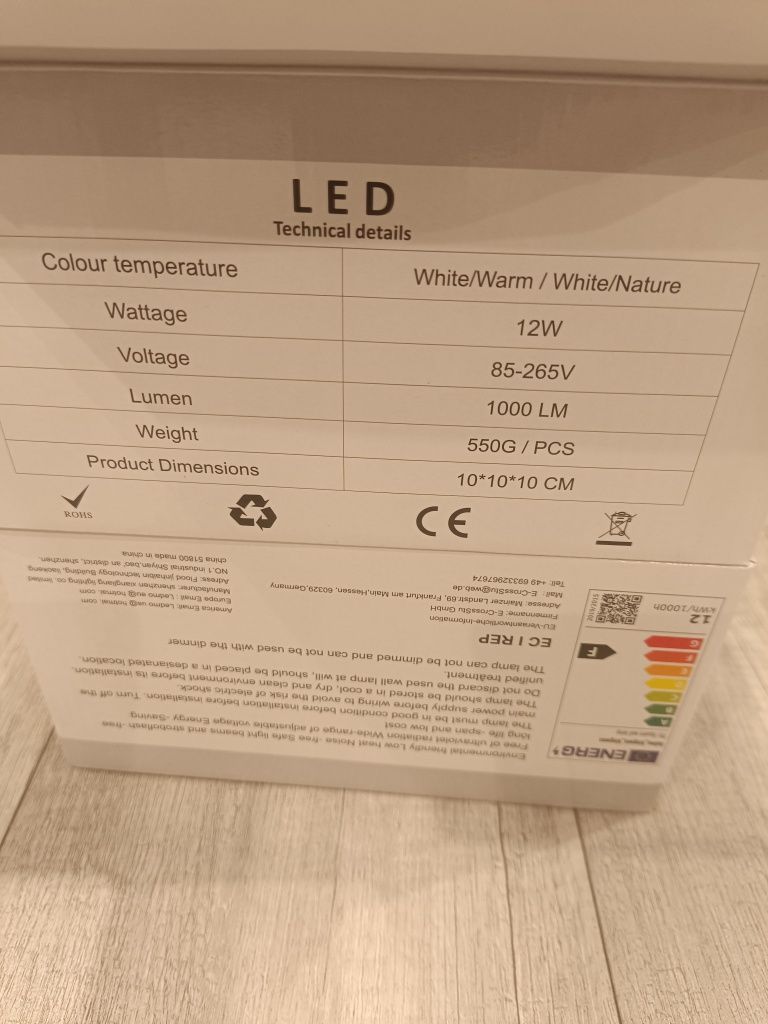 LED
Technical details
Colour temperature White/Warm / White/Nature
Wattage 12W
Voltage 85-265V
Lumen 1000 LM
Weight 550G / PCS
Product Dimensions 10*10*10 CM
ROHS
CE
Environmental friendly Low heat Noise -free Safe light beams and strobeflash -free
Free of ultraviolet radiation Wide-range of adjustable voltage Energy -Saving
long life -span and low cost
The lamp must be in good condition before installation before installation. Turn off the
main power supply before wiring to avoid the risk of electric shock.
The lamp should be stored in a cool, dry and clean environment before its installation.
Do not discard the used wall lamp at will, should be placed in a desianated location.
unified treatment.
The lamp can not be dimmed and can not be used with the dinmer
EC I REP
EU-Verantwortliche-Information
Firmenname: E-CrossStu GmbH
Adresse: Mainzer Landstr.69, Frankfurt am Main,Hessen, 60329,Germany
Mail: E-CrossStu@web.de
Tell: +49 69332967674
America Email: Ledmo us@ hotmai. com
Europe Email : Ledmo eu@ hotmai. com
Manufacturer: shenzhen xiangliang lighting co, limited
Adress: Flood
NO.1 industrial Shiyan,bao' an district, shenzhen,
china 51800 made in china
ENERG
A
B
C
D
E
F
G
F
12
kWh/1000h
2019/2015